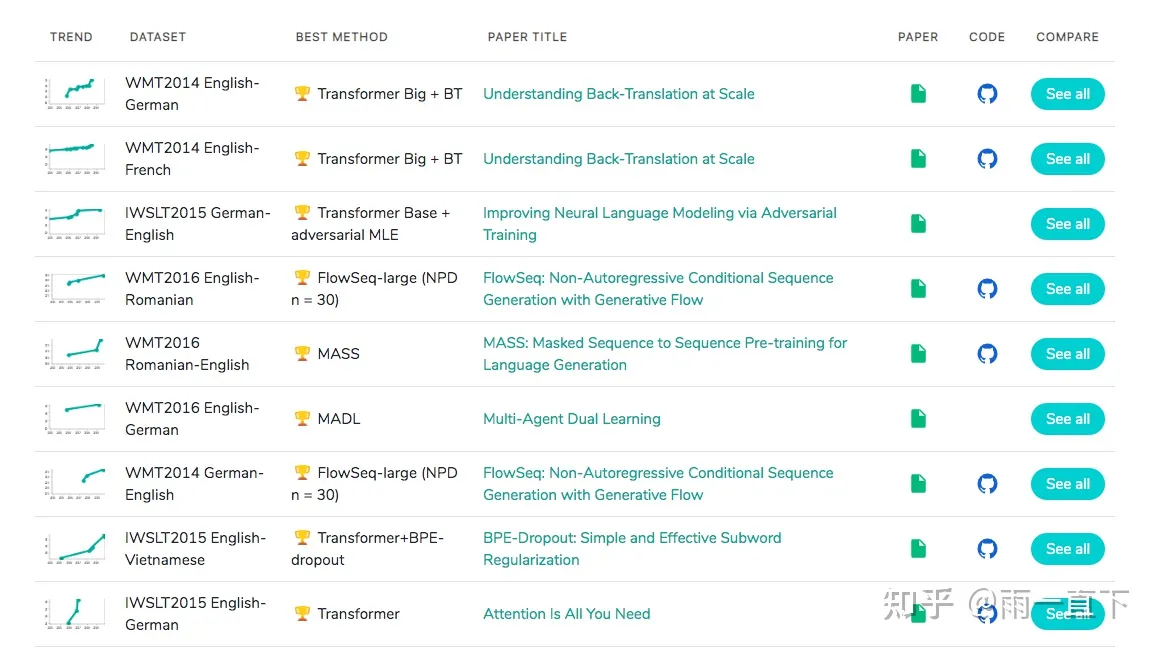 TREND DATASET BEST METHOD PAPER TITLE PAPER CODE COMPARE
WMT2014 English-
German
Transformer Big + BT
Understanding Back-Translation at Scale
See all
WMT2014 English-
French
Transformer Big + BT
Understanding Back-Translation at Scale
See all
IWSLT2015 German-
English
Transformer Base +
adversarial MLE
Improving Neural Language Modeling via Adversarial
Training
See all
WMT2016 English-
Romanian
FlowSeq-large (NPD
n = 30)
FlowSeq: Non-Autoregressive Conditional Sequence
Generation with Generative Flow
See all
WMT2016
Romanian-English
MASS
MASS: Masked Sequence to Sequence Pre-training for
Language Generation
See all
WMT2016 English-
German
MADL
Multi-Agent Dual Learning
See all
WMT2014 German-
English
FlowSeq-large (NPD
n = 30)
FlowSeq: Non-Autoregressive Conditional Sequence
Generation with Generative Flow
See all
IWSLT2015 English-
Vietnamese
Transformer+BPE-
dropout
BPE-Dropout: Simple and Effective Subword
Regularization
See all
IWSLT2015 English-
German
Transformer
Attention Is All You Need
See all
知乎 @雨一直下